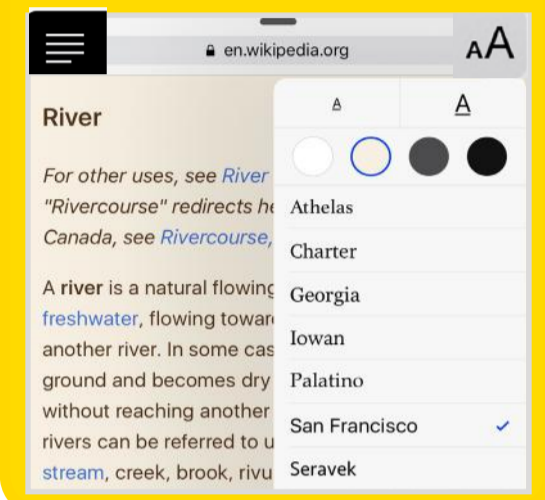 en.wikipedia.org
AA
River
For other uses, see River
"Rivercourse" redirects he
Canada, see Rivercourse,
A river is a natural flowing
freshwater, flowing toward
another river. In some cas
ground and becomes dry
without reaching another
rivers can be referred to u
stream, creek, brook, rivu
A A
Athelas
Charter
Georgia
Iowan
Palatino
San Francisco
Seravek